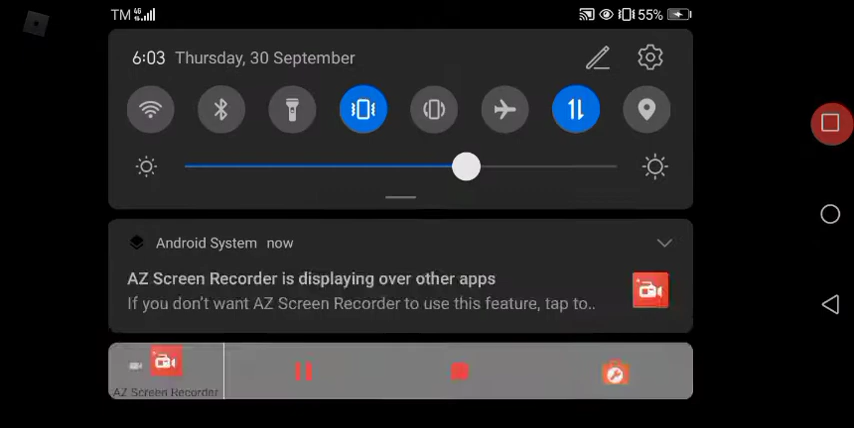 TM 4G 55%
6:03 Thursday, 30 September
Android System now
AZ Screen Recorder is displaying over other apps
If you don't want AZ Screen Recorder to use this feature, tap to..
AZ Screen Recorder